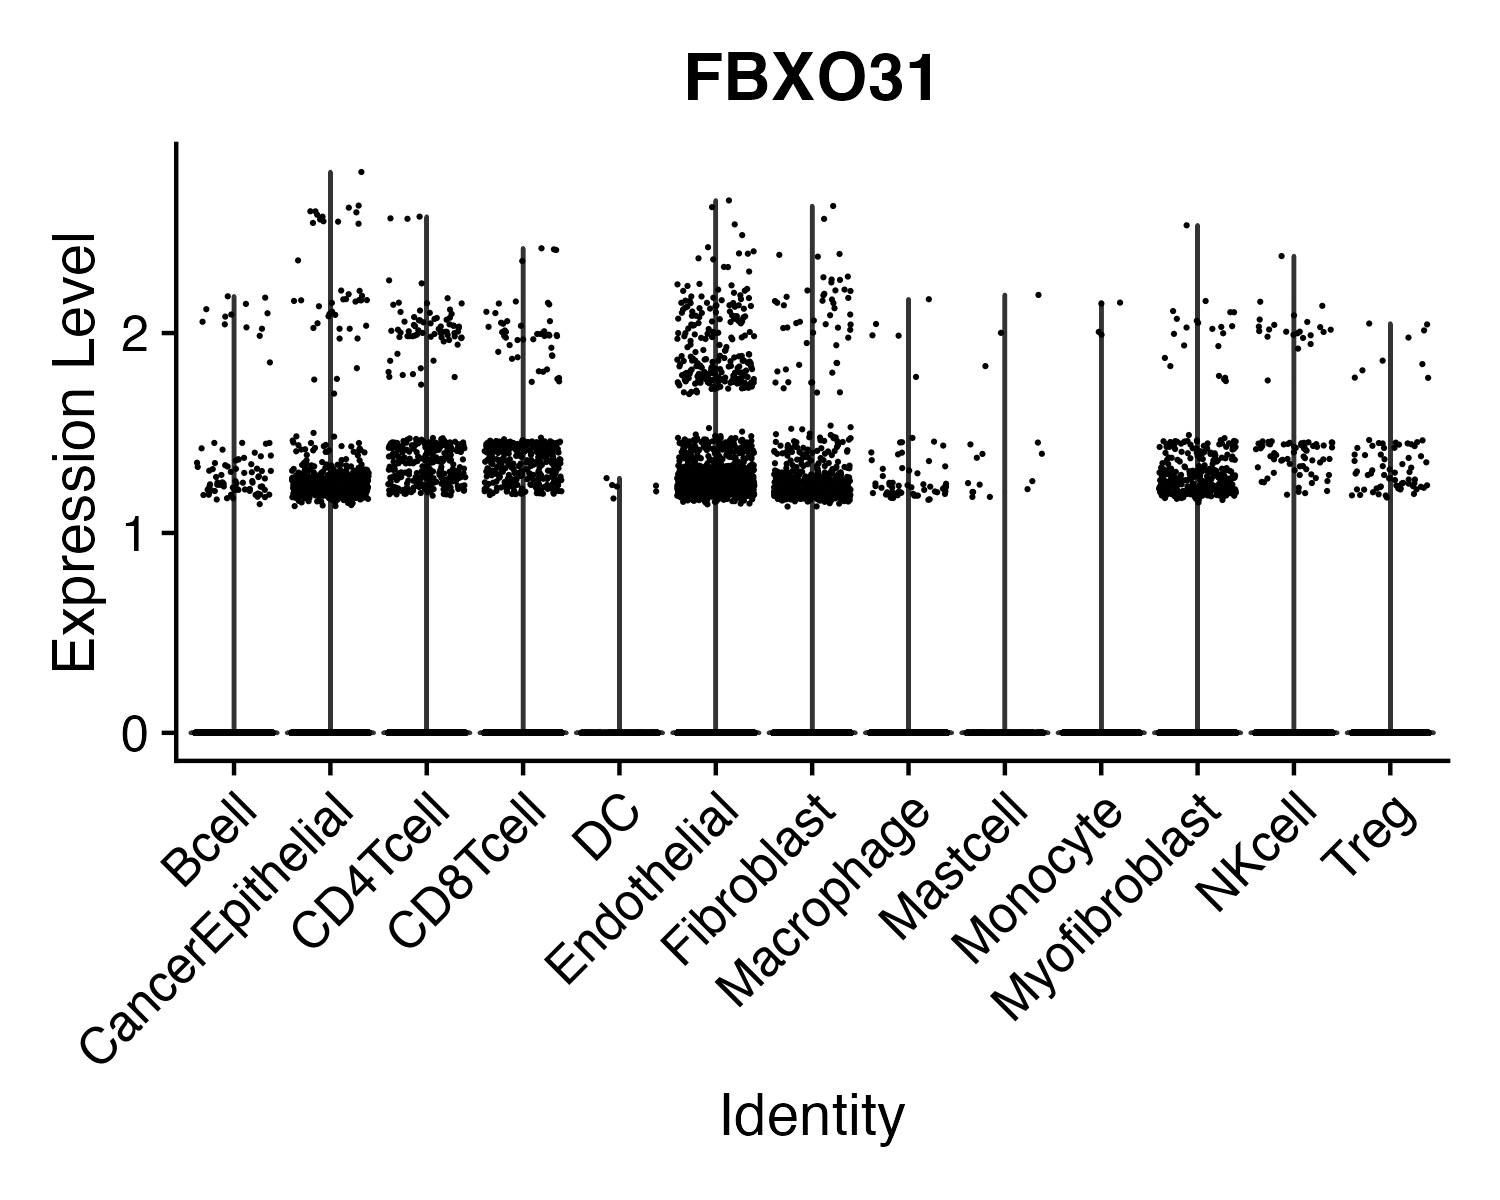 FBXO31
Expression Level
2
1
0
Bcell
CancerEpithelial
CD4Tcell
CD8Tcell
DC
Endothelial
Fibroblast
Macrophage
Mastcell
Monocyte
Myofibroblast
NKcell
Treg
Identity